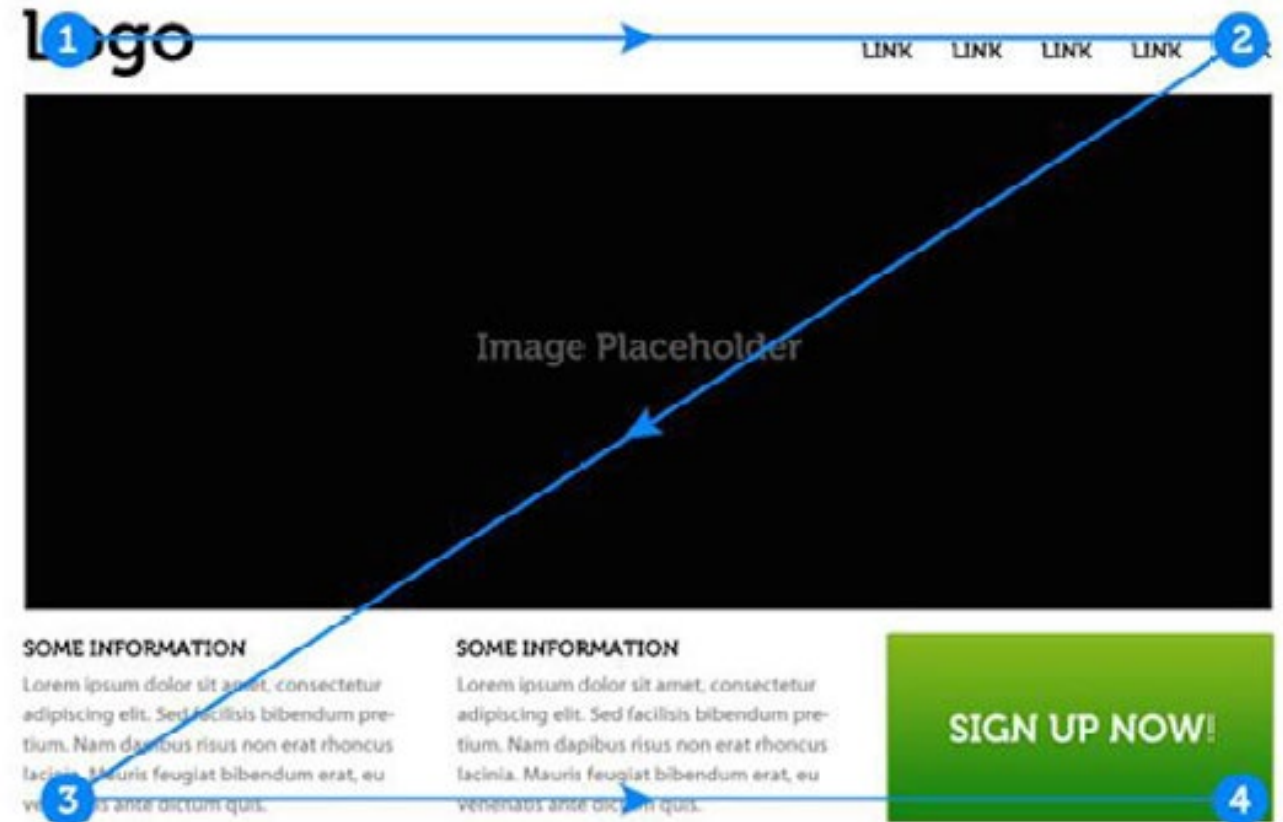 Logo
1
LINK LINK LINK LINK
2
Image Placeholder
SOME INFORMATION
Lorem ipsum dolor sit amet, consectetur
adipiscing elit. Sed facilisis bibendum pre-
tium. Nam dapibus risus non erat rhoncus
lacinia. Mauris feugiat bibendum erat, eu
ante dictum quis.
3
SOME INFORMATION
Lorem ipsum dolor sit amet, consectetur
adipiscing elit. Sed facilisis bibendum pre-
tium. Nam dapibus risus non erat rhoncus
lacinia. Mauris feugiat bibendum erat, eu
venenatis ante dictum quis.
SIGN UP NOW!
4